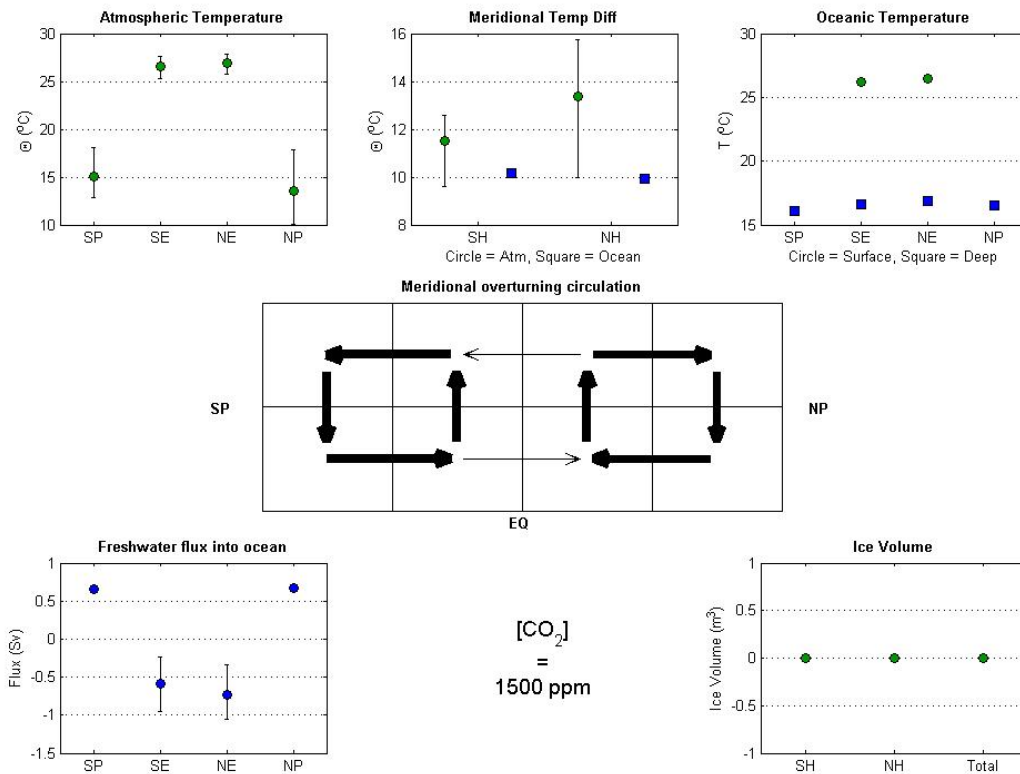 Atmospheric Temperature
30
25
20
15
10
Θ (ºC)
SP SE NE NP
Meridional Temp Diff
16
14
12
10
8
Θ (ºC)
SH NH
Circle = Atm, Square = Ocean
Oceanic Temperature
30
25
20
15
T (ºC)
SP SE NE NP
Circle = Surface, Square = Deep
Meridional overturning circulation
SP
NP
EQ
Freshwater flux into ocean
1
0.5
0
-0.5
-1
-1.5
Flux (Sv)
SP SE NE NP
[CO₂]
=
1500 ppm
Ice Volume
1
0.5
0
-0.5
-1
Ice Volume (m³)
SH NH Total